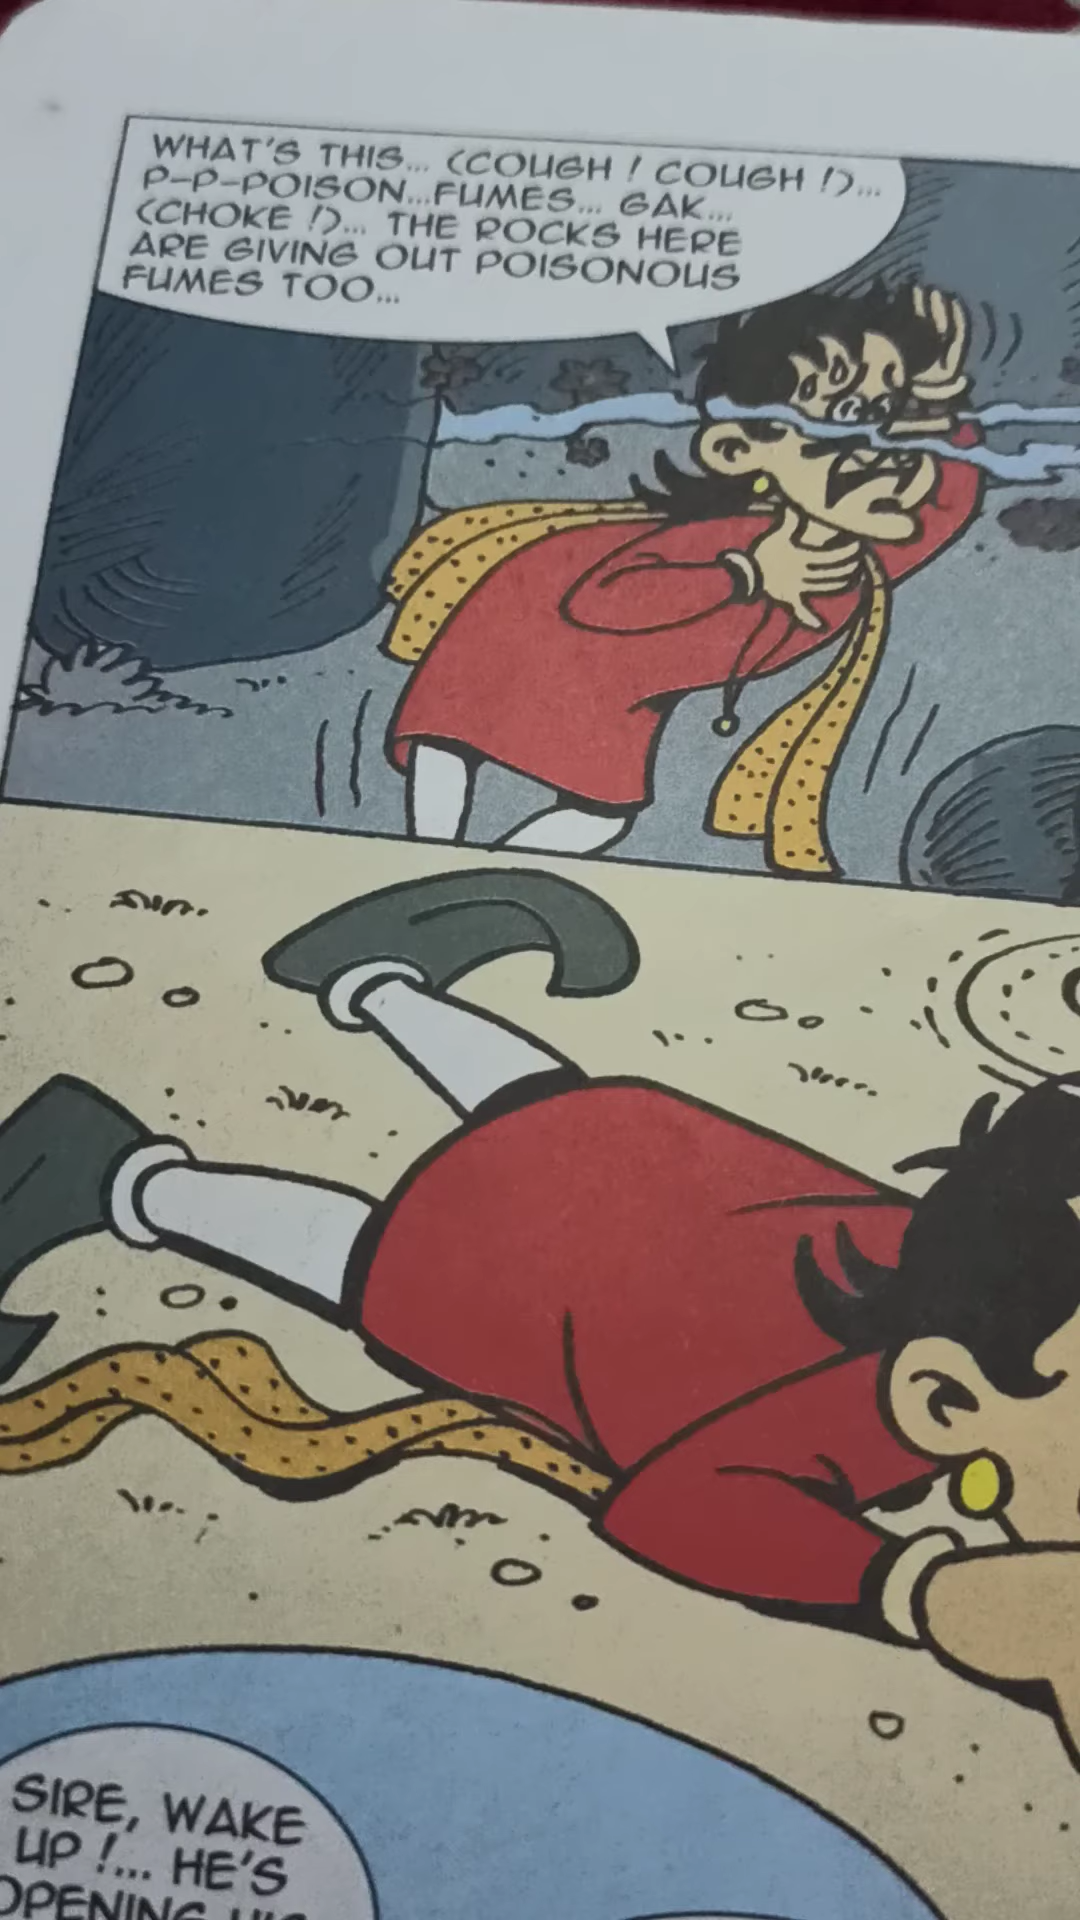 WHAT'S THIS... (COUGH ! COUGH !)...
P-P-POISON...FUMES... GAK...
(CHOKE !)... THE ROCKS HERE
ARE GIVING OUT POISONOUS
FUMES TOO...
SIRE, WAKE
UP !... HE'S
OPENING